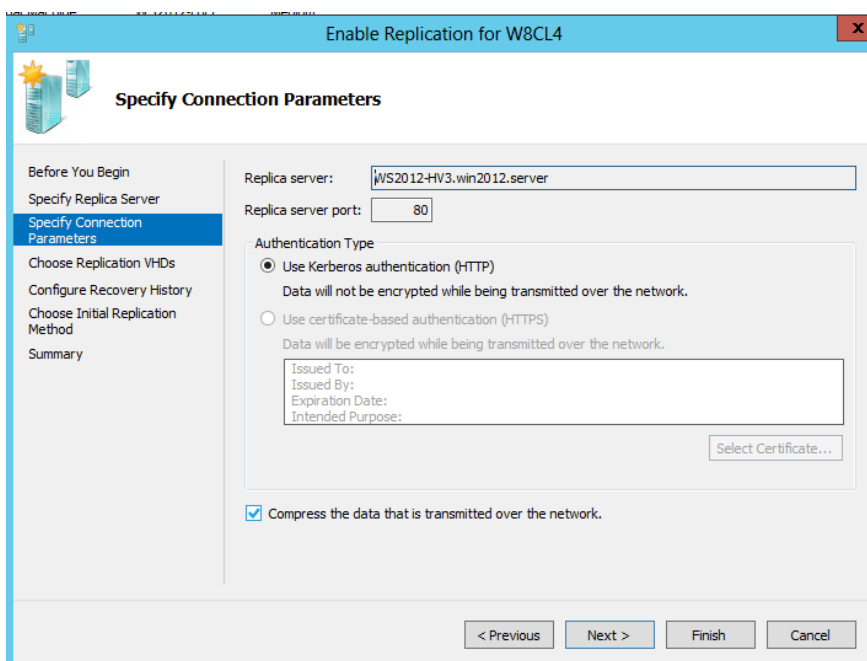 Enable Replication for W8CL4
x
Specify Connection Parameters
Before You Begin
Specify Replica Server
Specify Connection
Parameters
Choose Replication VHDs
Configure Recovery History
Choose Initial Replication
Method
Summary
Replica server:
WS2012-HV3.win2012.server
Replica server port:
80
Authentication Type
Use Kerberos authentication (HTTP)
Data will not be encrypted while being transmitted over the network.
Use certificate-based authentication (HTTPS)
Data will be encrypted while being transmitted over the network.
Issued To:
Issued By:
Expiration Date:
Intended Purpose:
Select Certificate...
Compress the data that is transmitted over the network.
< Previous
Next >
Finish
Cancel